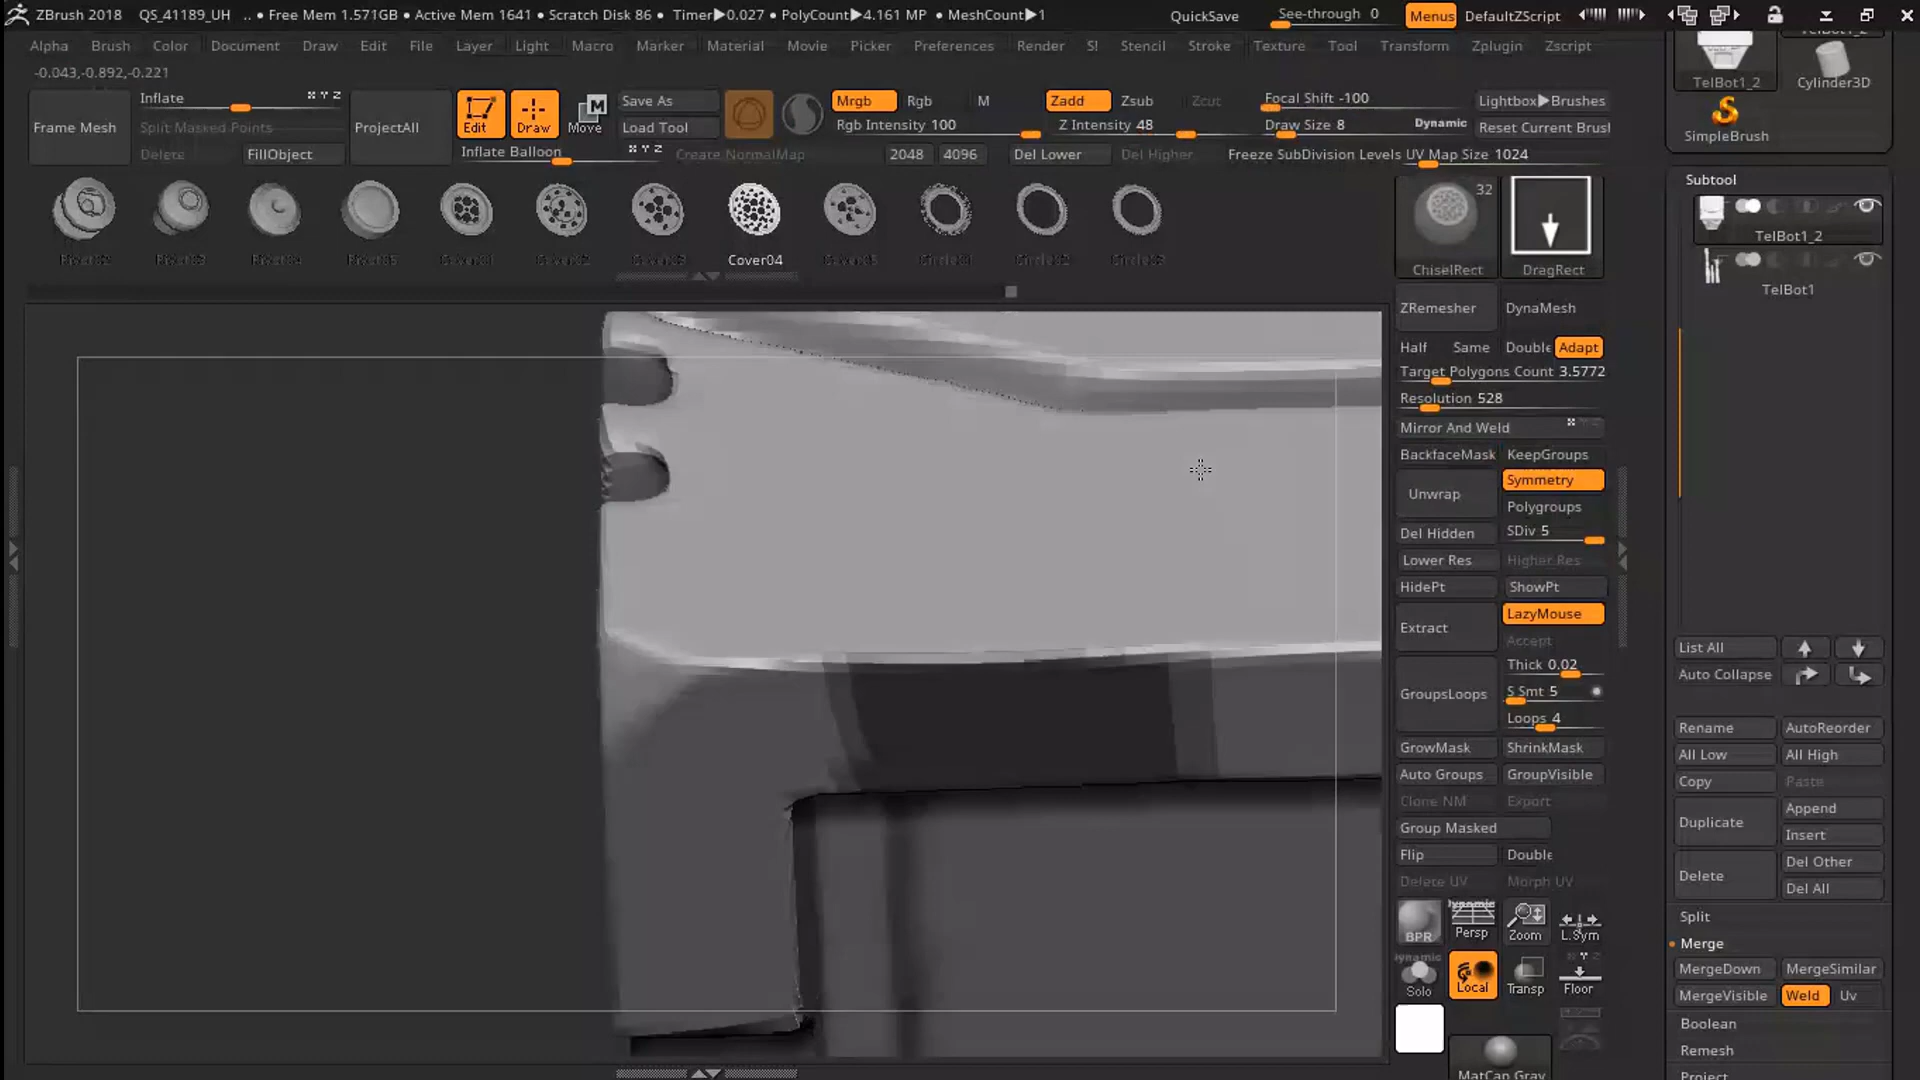 ZBrush 2018 QS_41189_UH .. • Free Mem 1.571GB • Active Mem 1641 • Scratch Disk 86 • Timer▶0.027 • PolyCount▶4.161 MP • MeshCount▶1 QuickSave See-through 0 Menus DefaultZScript
Alpha Brush Color Document Draw Edit File Layer Light Macro Marker Material Movie Picker Preferences Render S! Stencil Stroke Texture Tool Transform Zplugin Zscript
-0.043,-0.892,-0.221
Inflate X Y Z
Frame Mesh
Split Masked Points
Delete FillObject
ProjectAll
Edit Draw Move
Inflate Balloon X Y Z
Save As
Load Tool
Create NormalMap 2048 4096
Mrgb Rgb M
Rgb Intensity 100
Zadd Zsub Zcut
Z Intensity 48
Del Lower Del Higher
Focal Shift -100
Draw Size 8 Dynamic
Freeze SubDivision Levels UV Map Size 1024
Lightbox▶Brushes
Reset Current Brusl
Cover04
32
ChiselRect
DragRect
TelBot1_2
Cylinder3D
SimpleBrush
ZRemesher DynaMesh
Half Same Double Adapt
Target Polygons Count 3.5772
Resolution 528
Mirror And Weld
BackfaceMask KeepGroups
Unwrap Symmetry
Polygroups
Del Hidden SDiv 5
Lower Res Higher Res
HidePt ShowPt
Extract LazyMouse
Accept
GroupsLoops Thick 0.02
S Smt 5
Loops 4
GrowMask ShrinkMask
Auto Groups GroupVisible
Clone NM Export
Group Masked
Flip Double
Delete UV Morph UV
BPR Dynamic Persp Zoom L.Sym
Dynamic Solo Local Transp Floor
MatCap Gray
Subtool
TelBot1_2
TelBot1
List All
Auto Collapse
Rename AutoReorder
All Low All High
Copy Paste
Duplicate Append
Insert
Delete Del Other
Del All
Split
Merge
MergeDown MergeSimilar
MergeVisible Weld Uv
Boolean
Remesh
Project